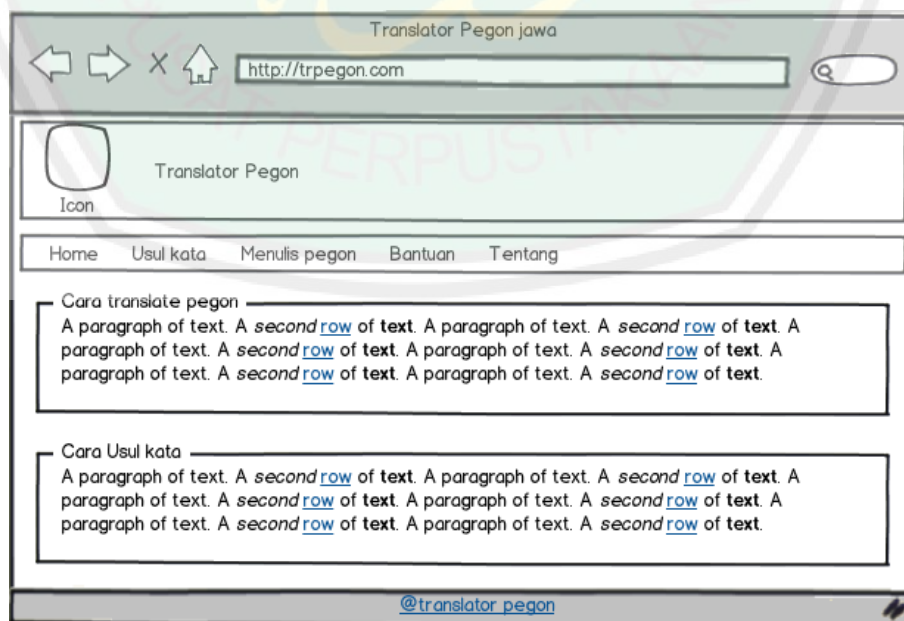 Translator Pegon jawa
http://trpegon.com
Translator Pegon
Icon
Home Usul kata Menulis pegon Bantuan Tentang
Cara translate pegon
A paragraph of text. A second row of text. A paragraph of text. A second row of text. A
paragraph of text. A second row of text. A paragraph of text. A second row of text. A
paragraph of text. A second row of text. A paragraph of text. A second row of text.
Cara Usul kata
A paragraph of text. A second row of text. A paragraph of text. A second row of text. A
paragraph of text. A second row of text. A paragraph of text. A second row of text. A
paragraph of text. A second row of text. A paragraph of text. A second row of text.
@translator pegon
PUSAT PERPUSTAKAAN